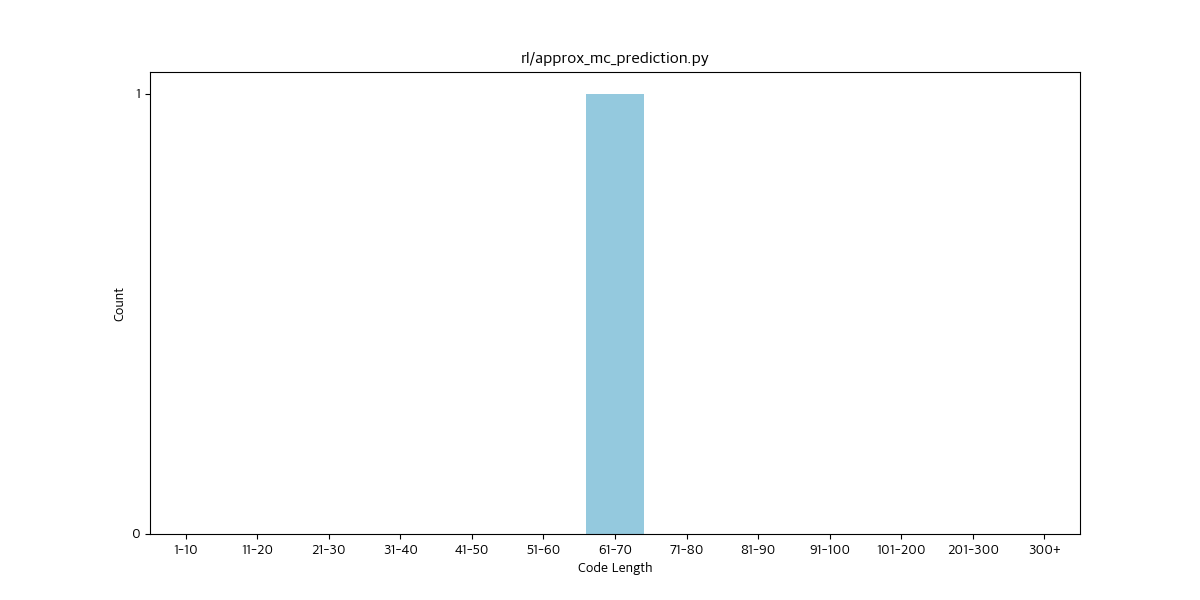 rl/approx_mc_prediction.py
1
0
Count
1-10 11-20 21-30 31-40 41-50 51-60 61-70 71-80 81-90 91-100 101-200 201-300 300+
Code Length